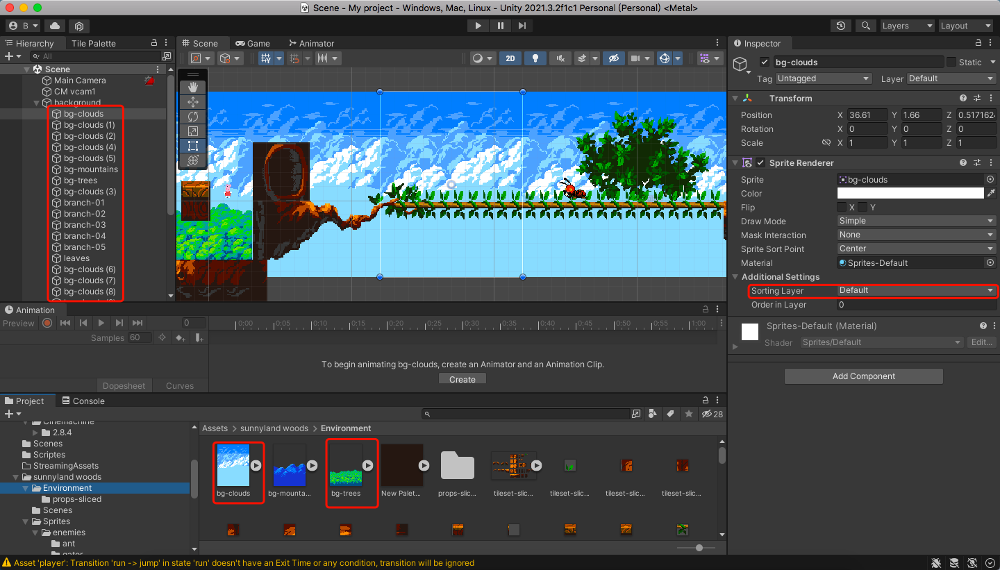 Scene - My project - Windows, Mac, Linux - Unity 2021.3.2f1c1 Personal (Personal) <Metal>
B
Layers
Layout
Hierarchy
Tile Palette
All
Scene
Main Camera
CM vcam1
background
bg-clouds
bg-clouds (1)
bg-clouds (2)
bg-clouds (4)
bg-clouds (5)
bg-mountains
bg-trees
bg-clouds (3)
branch-01
branch-02
branch-03
branch-04
branch-05
leaves
bg-clouds (6)
bg-clouds (7)
bg-clouds (8)
Scene
Game
Animator
2D
Inspector
bg-clouds
Static
Tag Untagged
Layer Default
Transform
Position X 36.61 Y 1.66 Z 0.517162
Rotation X 0 Y 0 Z 0
Scale X 1 Y 1 Z 1
Sprite Renderer
Sprite bg-clouds
Color
Flip X Y
Draw Mode Simple
Mask Interaction None
Sprite Sort Point Center
Material Sprites-Default
Additional Settings
Sorting Layer Default
Order in Layer 0
Sprites-Default (Material)
Shader Sprites/Default Edit...
Add Component
Animation
Preview 0
0:00 0:05 0:10 0:15 0:20 0:25 0:30 0:35 0:40 0:45 0:50 0:55 1:00
Samples 60
To begin animating bg-clouds, create an Animator and an Animation Clip.
Create
Dopesheet Curves
Project
Console
28
Cinemachine
2.8.4
Scenes
Scriptes
StreamingAssets
sunnyland woods
Environment
props-sliced
Scenes
Sprites
enemies
ant
gator
Assets > sunnyland woods > Environment
bg-clouds
bg-mounta...
bg-trees
New Palet...
props-slic...
tileset-slic...
tileset-slic...
tileset-slic...
tileset-slic...
Asset 'player': Transition 'run -> jump' in state 'run' doesn't have an Exit Time or any condition, transition will be ignored